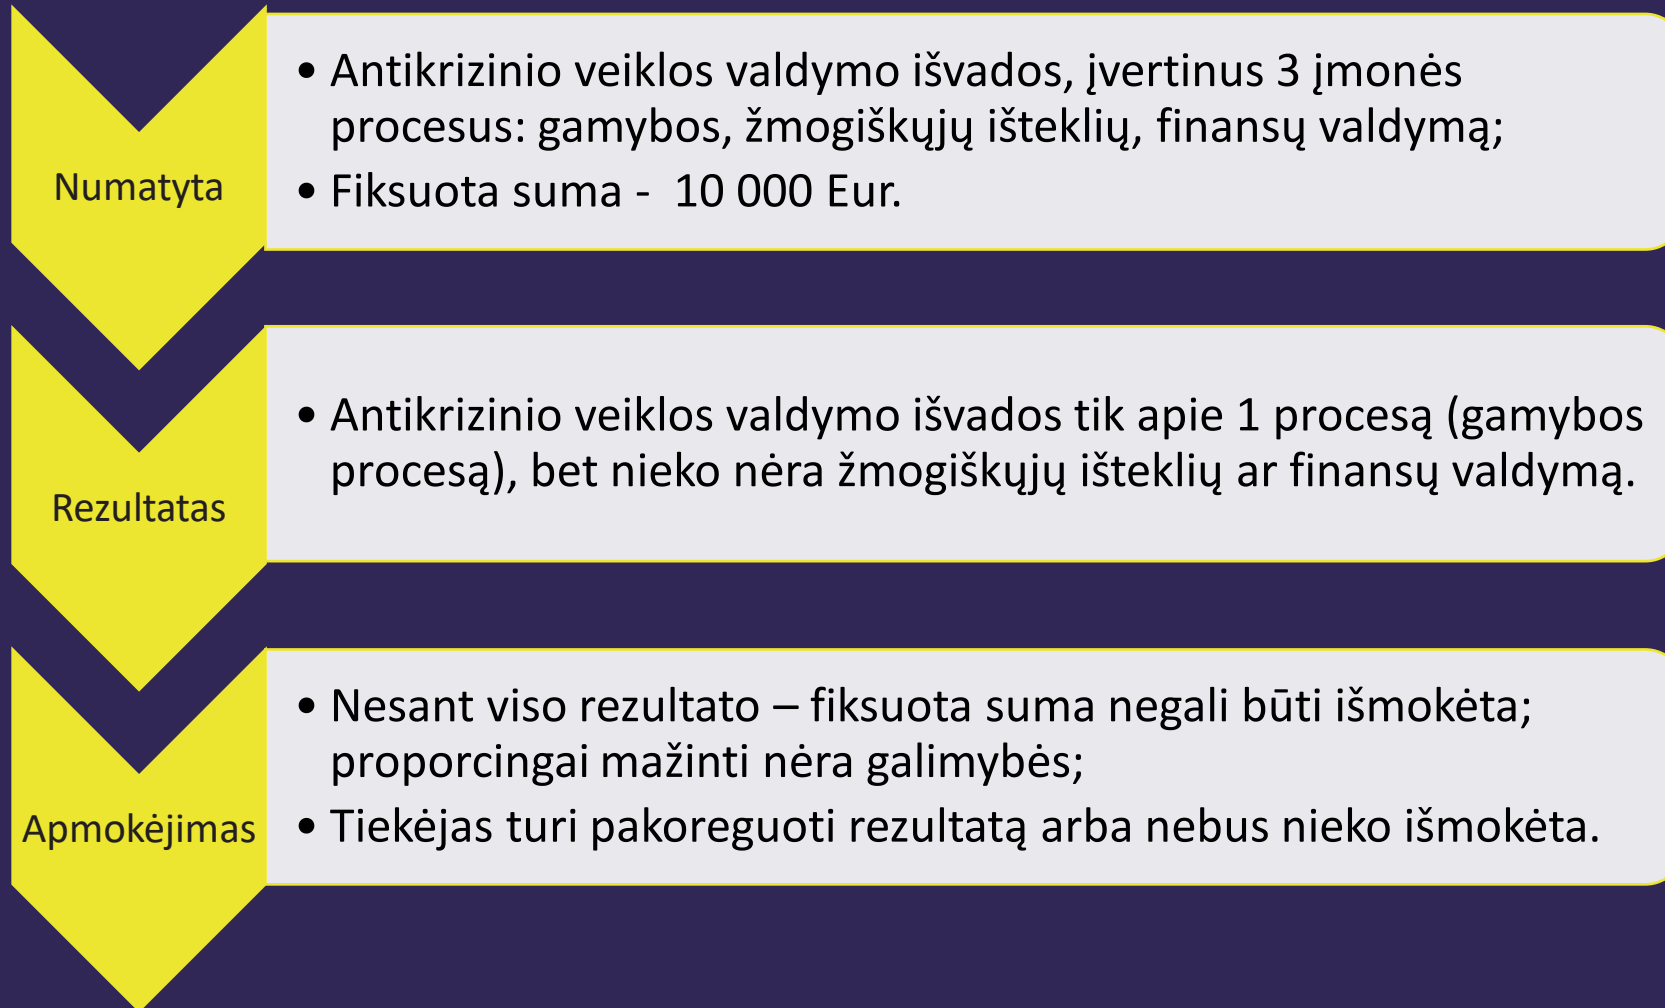 Numatyta
• Antikrizinio veiklos valdymo išvados, įvertinus 3 įmonės
procesus: gamybos, žmogiškųjų išteklių, finansų valdymą;
• Fiksuota suma - 10 000 Eur.
Rezultatas
• Antikrizinio veiklos valdymo išvados tik apie 1 procesą (gamybos
procesą), bet nieko nėra žmogiškųjų išteklių ar finansų valdymą.
Apmokėjimas
• Nesant viso rezultato – fiksuota suma negali būti išmokėta;
proporcingai mažinti nėra galimybės;
• Tiekėjas turi pakoreguoti rezultatą arba nebus nieko išmokėta.